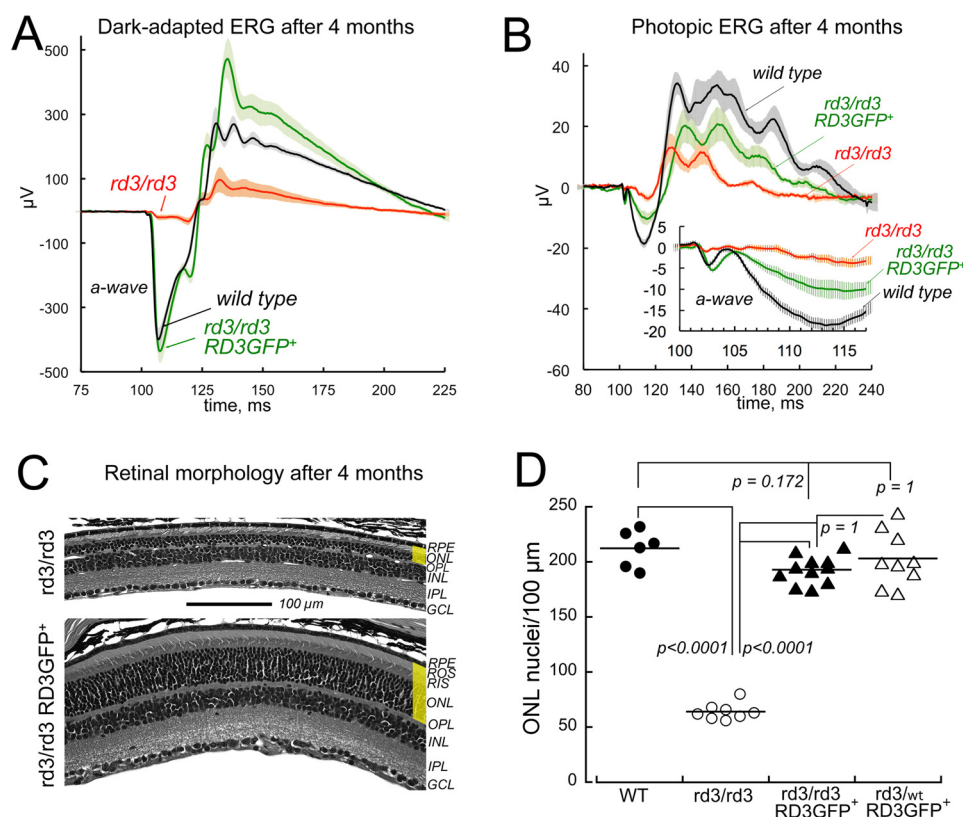 A
Dark-adapted ERG after 4 months
500
300
100
-100
-300
-500
µV
rd3/rd3
a-wave
wild type
rd3/rd3
RD3GFP+
75
100
125
150
175
200
225
time, ms
B
Photopic ERG after 4 months
40
20
0
-20
-40
-60
µV
wild type
rd3/rd3
RD3GFP+
rd3/rd3
5
0
-5
-10
-15
-20
a-wave
rd3/rd3
rd3/rd3
RD3GFP+
wild type
100
105
110
115
80
100
120
140
160
180
200
220
240
time, ms
C
Retinal morphology after 4 months
rd3/rd3
RPE
ONL
OPL
INL
IPL
GCL
100 µm
rd3/rd3 RD3GFP+
RPE
ROS
RIS
ONL
OPL
INL
IPL
GCL
D
ONL nuclei/100 µm
250
200
150
100
50
0
p = 0.172
p = 1
p = 1
p<0.0001
p<0.0001
WT
rd3/rd3
rd3/rd3
RD3GFP+
rd3/wt
RD3GFP+